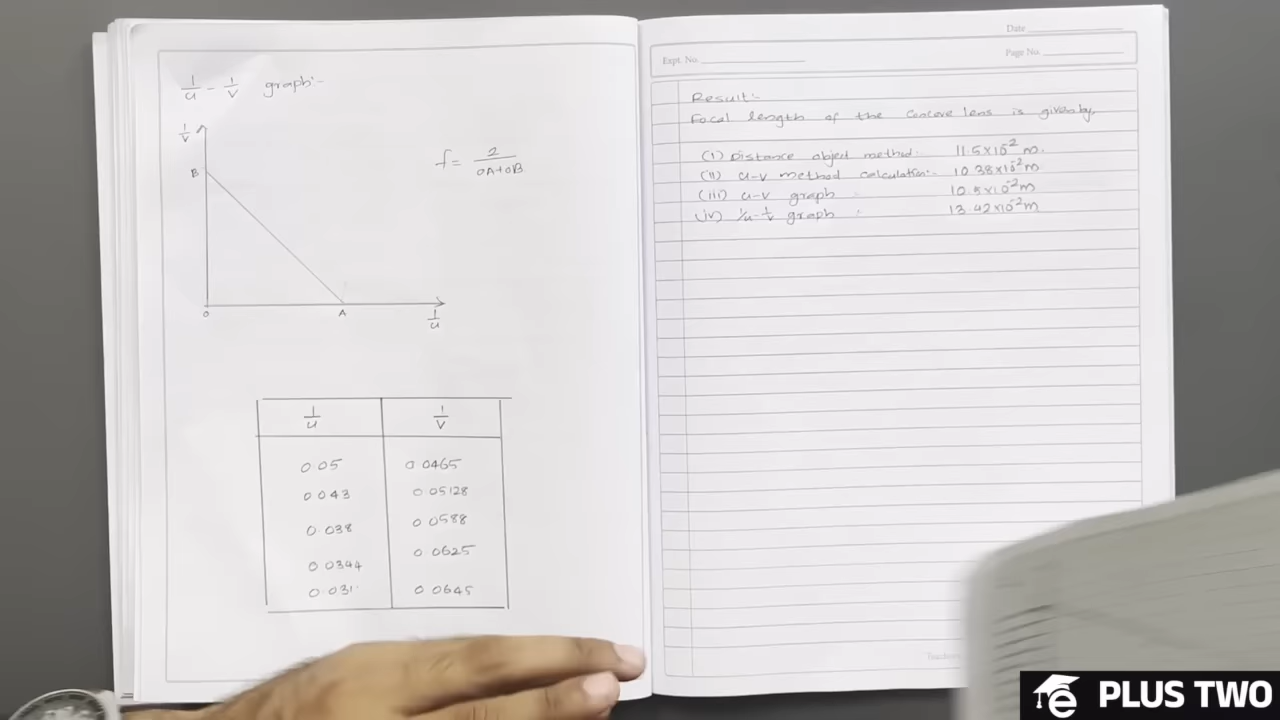 1/u - 1/v graph:-
1/v
B
f = 2/OA+OB
O
A
1/u
1/u 1/v
0.05 0.0465
0.043 0.05128
0.038 0.0588
0.0344 0.0625
0.031 0.0645
Date
Expt. No. Page No.
Result:-
Focal length of the concave lens is given by,
(i) Distance object method: 11.5×10⁻² m.
(ii) u-v method calculation:- 10.38×10⁻² m
(iii) u-v graph : 10.5×10⁻² m
(iv) 1/u - 1/v graph : 13.42×10⁻² m
PLUS TWO